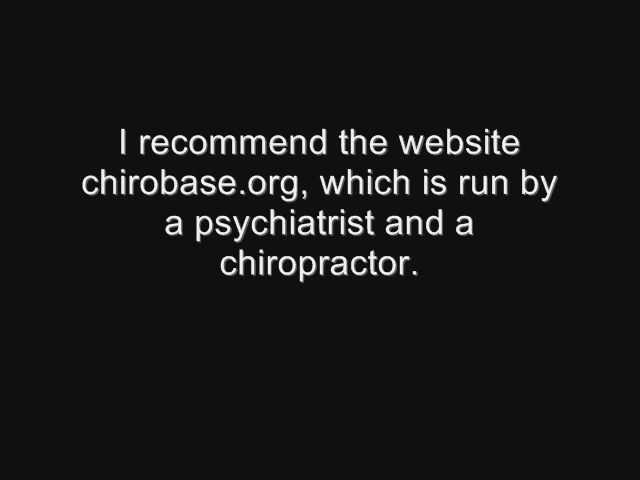 I recommend the website
chirobase.org, which is run by
a psychiatrist and a
chiropractor.